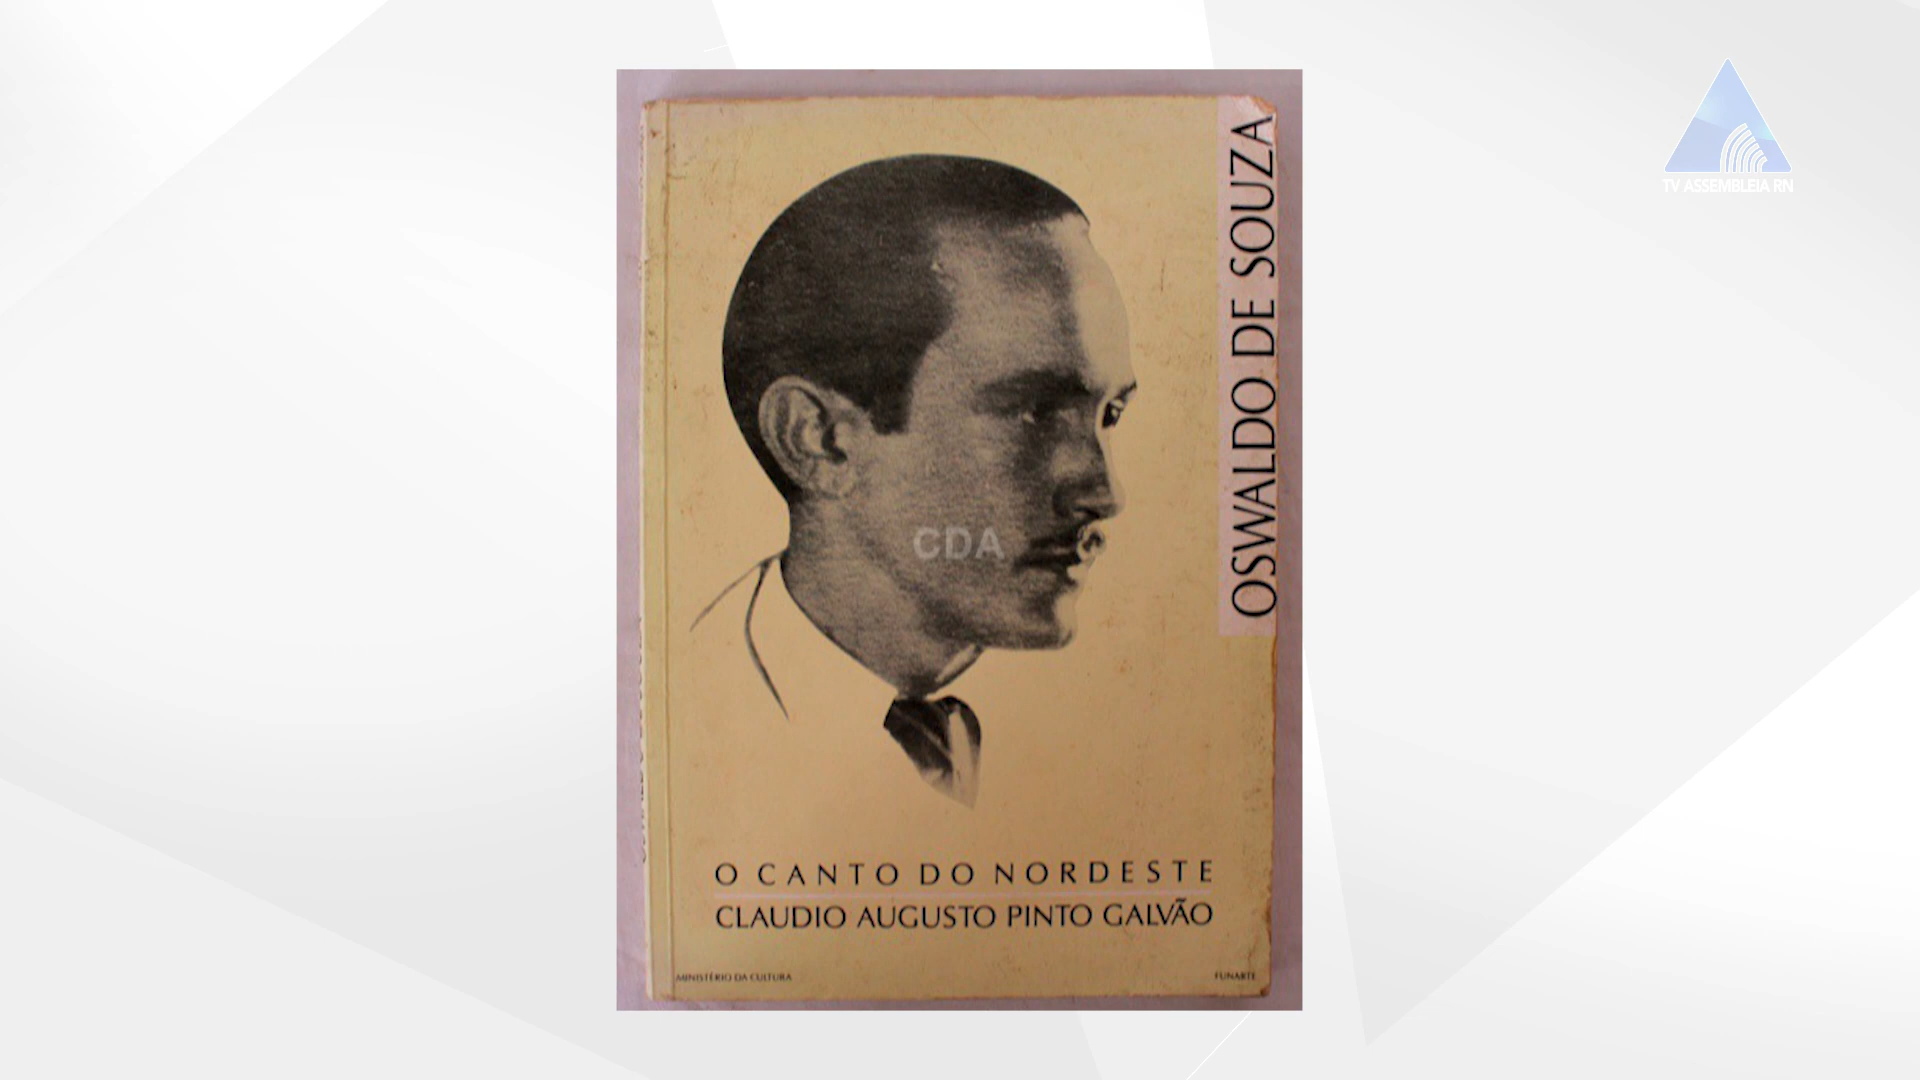 TV ASSEMBLEIA RN
OSWALDO DE SOUZA
CDA
O CANTO DO NORDESTE
CLAUDIO AUGUSTO PINTO GALVÃO
MINISTÉRIO DA CULTURA
FUNARTE